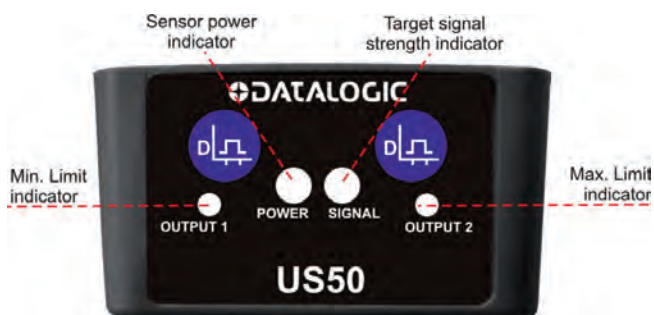 Sensor power
indicator
Target signal
strength indicator
DATALOGIC
D
D
Min. Limit
indicator
Max. Limit
indicator
POWER
SIGNAL
OUTPUT 1
OUTPUT 2
US50